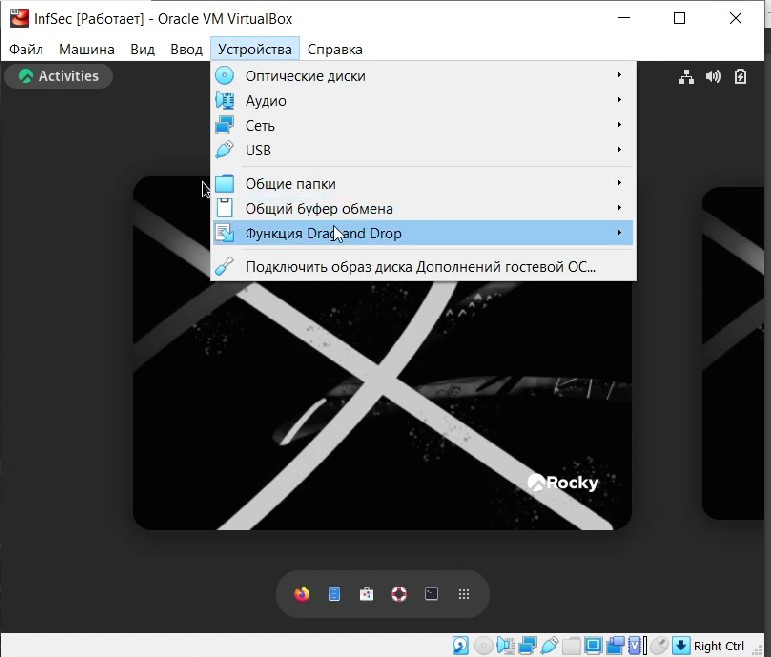 InfSec [Работает] - Oracle VM VirtualBox
Файл Машина Вид Ввод Устройства Справка
Activities
Оптические диски
Аудио
Сеть
USB
Общие папки
Общий буфер обмена
Функция Drag and Drop
Подключить образ диска Дополнений гостевой ОС...
Rocky
Right Ctrl